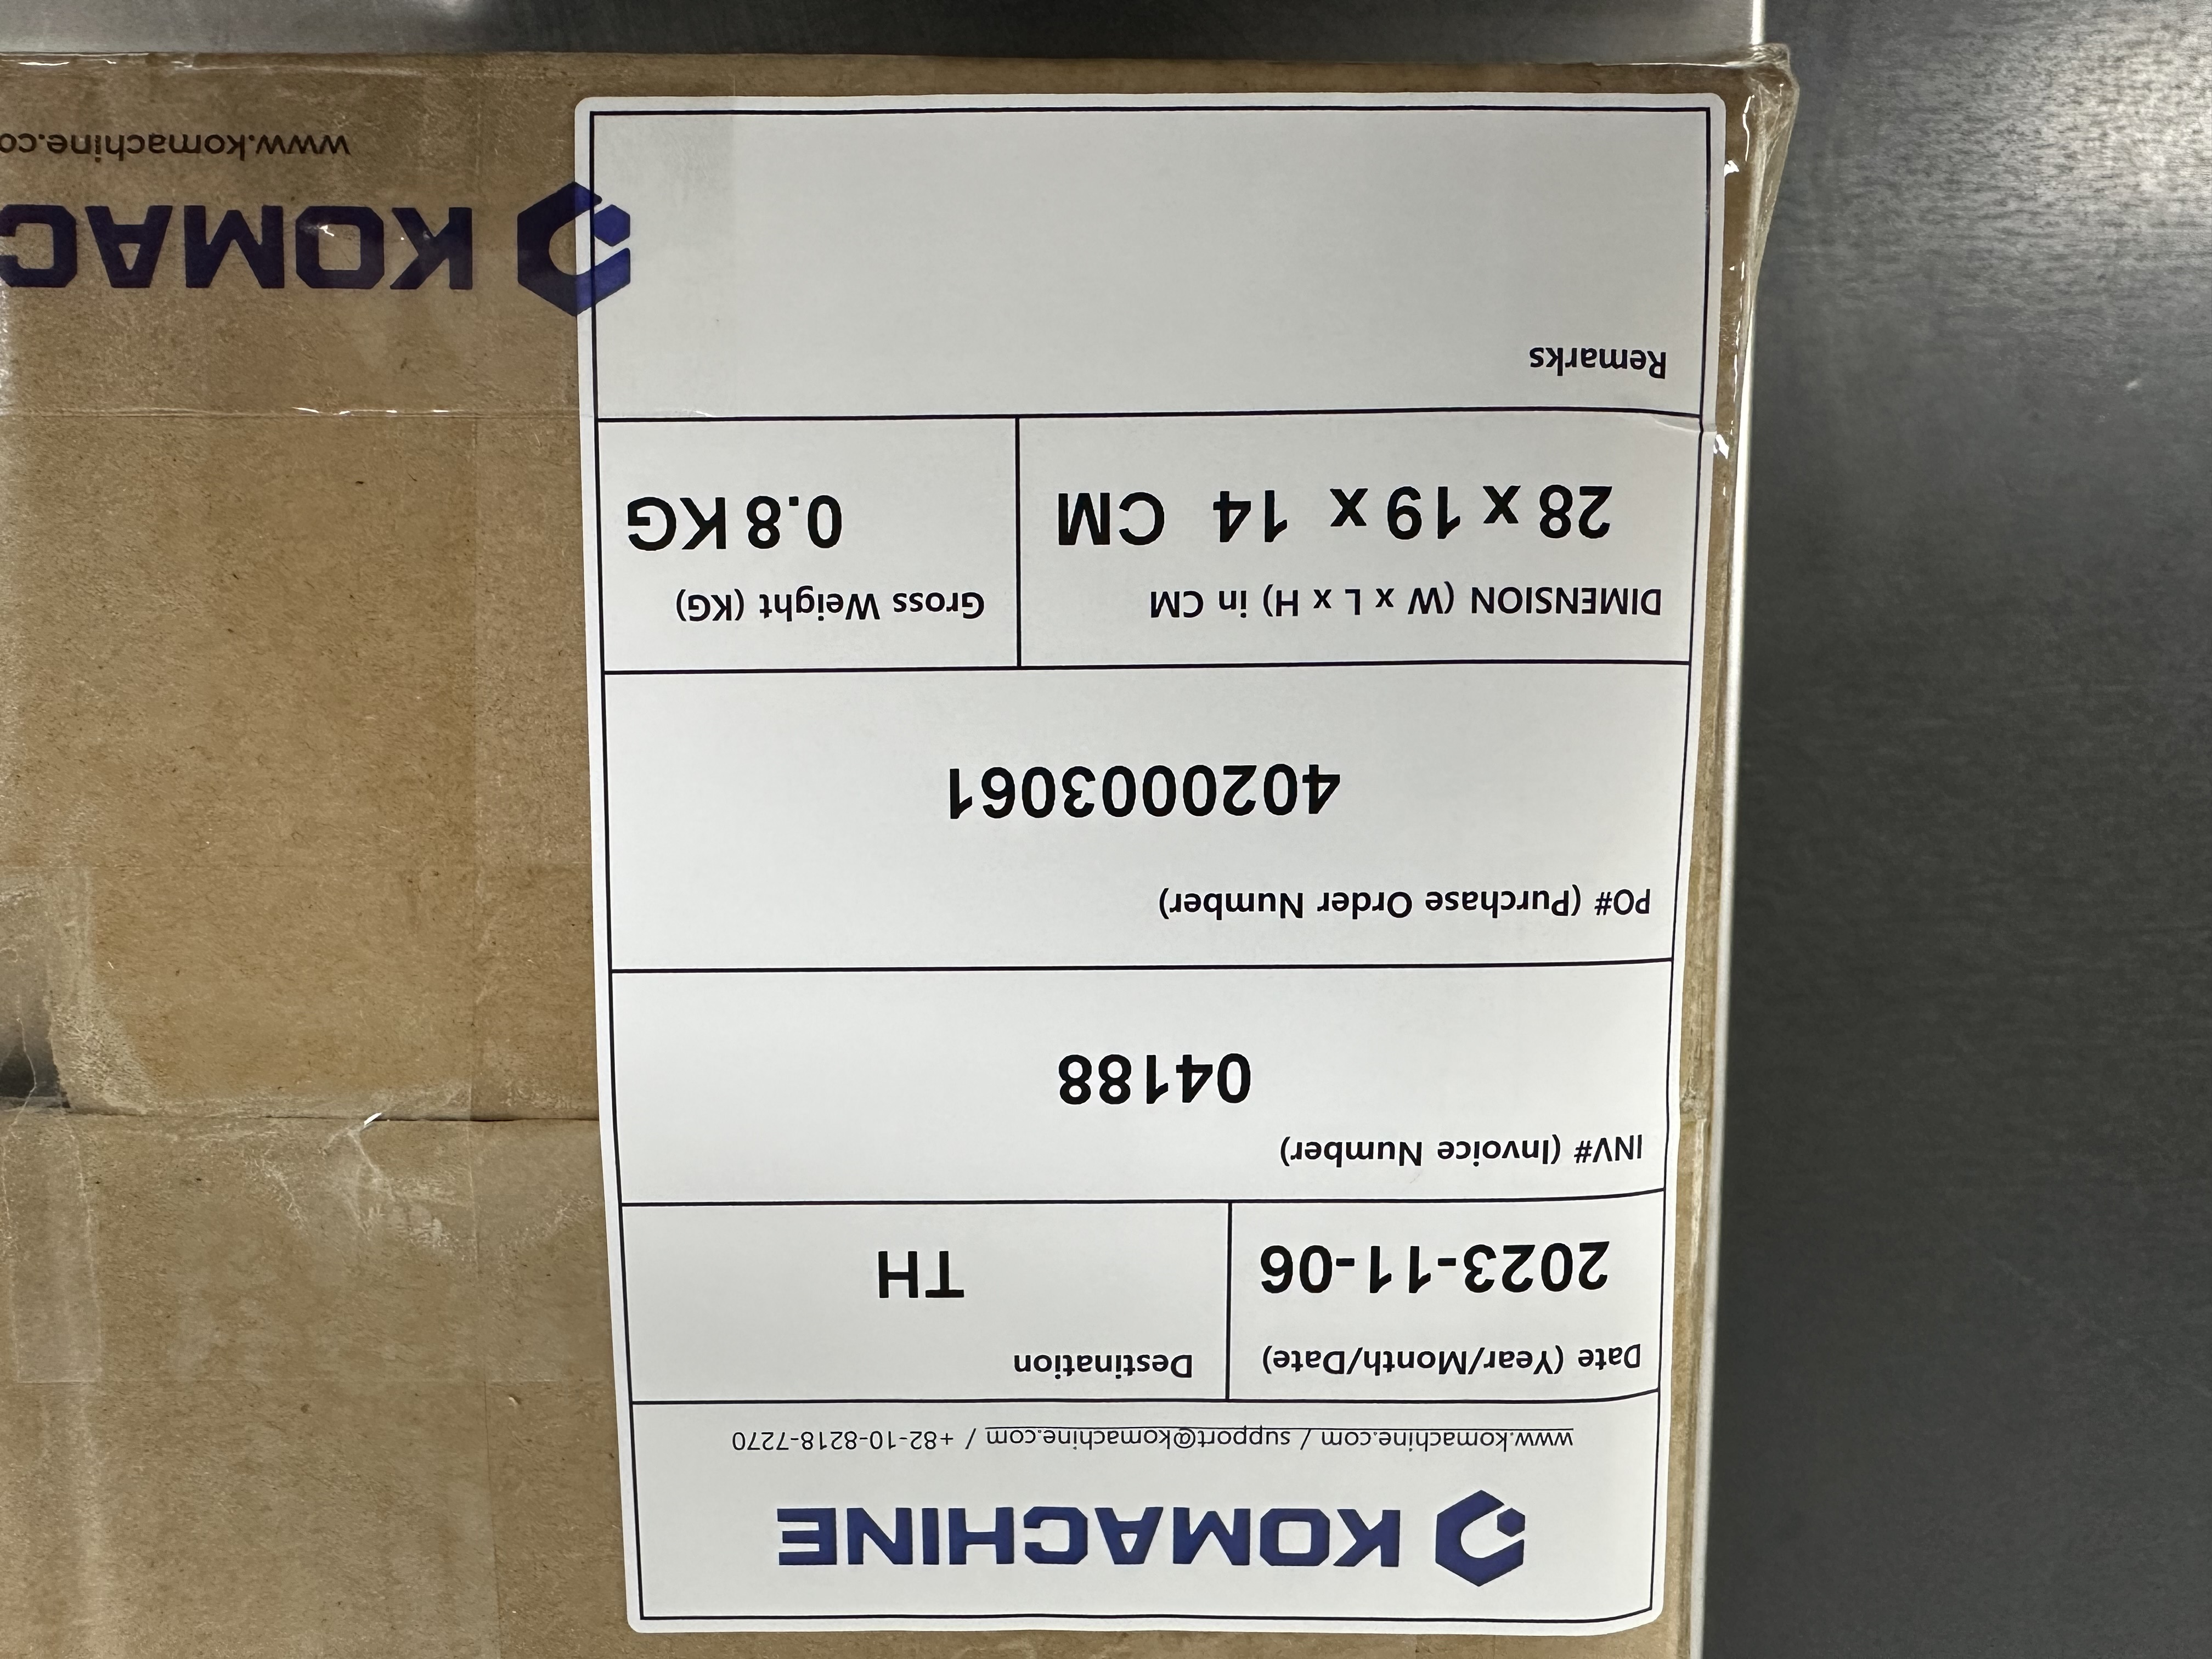 KOMACHINE
www.komachine.com / support@komachine.com / +82-10-8218-7270
Date (Year/Month/Date)
2023-11-06
Destination
TH
INV# (Invoice Number)
04188
PO# (Purchase Order Number)
4020003061
DIMENSION (W x L x H) in CM
28 x 19 x 14 CM
Gross Weight (KG)
0.8 KG
Remarks
KOMAC
www.komachine.co